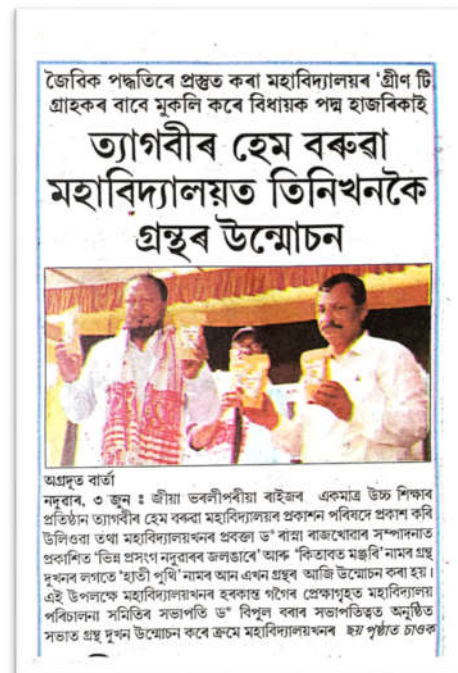 জৈৱিক পদ্ধতিৰে প্ৰস্তুত কৰা মহাবিদ্যালয়ৰ ‘গ্ৰীণ টি
গ্ৰাহকৰ বাবে মুকলি কৰে বিধায়ক পদ্ম হাজৰিকাই
ত্যাগবীৰ হেম বৰুৱা
মহাবিদ্যালয়ত তিনিখনকৈ
গ্ৰন্থৰ উন্মোচন
অগ্ৰদূত বাৰ্তা
নদুৱাৰ, ৩ জুন ঃ জীয়া ভৰলীপৰীয়া ৰাইজৰ একমাত্ৰ উচ্চ শিক্ষাৰ
প্ৰতিষ্ঠান ত্যাগবীৰ হেম বৰুৱা মহাবিদ্যালয়ৰ প্ৰকাশন পৰিষদে প্ৰকাশ কৰি
উলিওৱা তথা মহাবিদ্যালয়খনৰ প্ৰবক্তা ড° ৰাস্না ৰাজখোৱাৰ সম্পাদনাত
প্ৰকাশিত ‘ভিন্ন প্ৰসংগ নদুৱাৰৰ জলঙাৰে’ আৰু ‘কিতাবত মঞ্জৰি’ নামৰ গ্ৰন্থ
দুখনৰ লগতে ‘হাতী পুথি’ নামৰ আন এখন গ্ৰন্থৰ আজি উন্মোচন কৰা হয়।
এই উপলক্ষে মহাবিদ্যালয়খনৰ হৰকান্ত গগৈৰ প্ৰেক্ষাগৃহত মহাবিদ্যালয়
পৰিচালনা সমিতিৰ সভাপতি ড° বিপুল বৰাৰ সভাপতিত্বত অনুষ্ঠিত
সভাত গ্ৰন্থ দুখন উন্মোচন কৰে ক্ৰমে মহাবিদ্যালয়খনৰ ছয় পৃষ্ঠাত চাওক